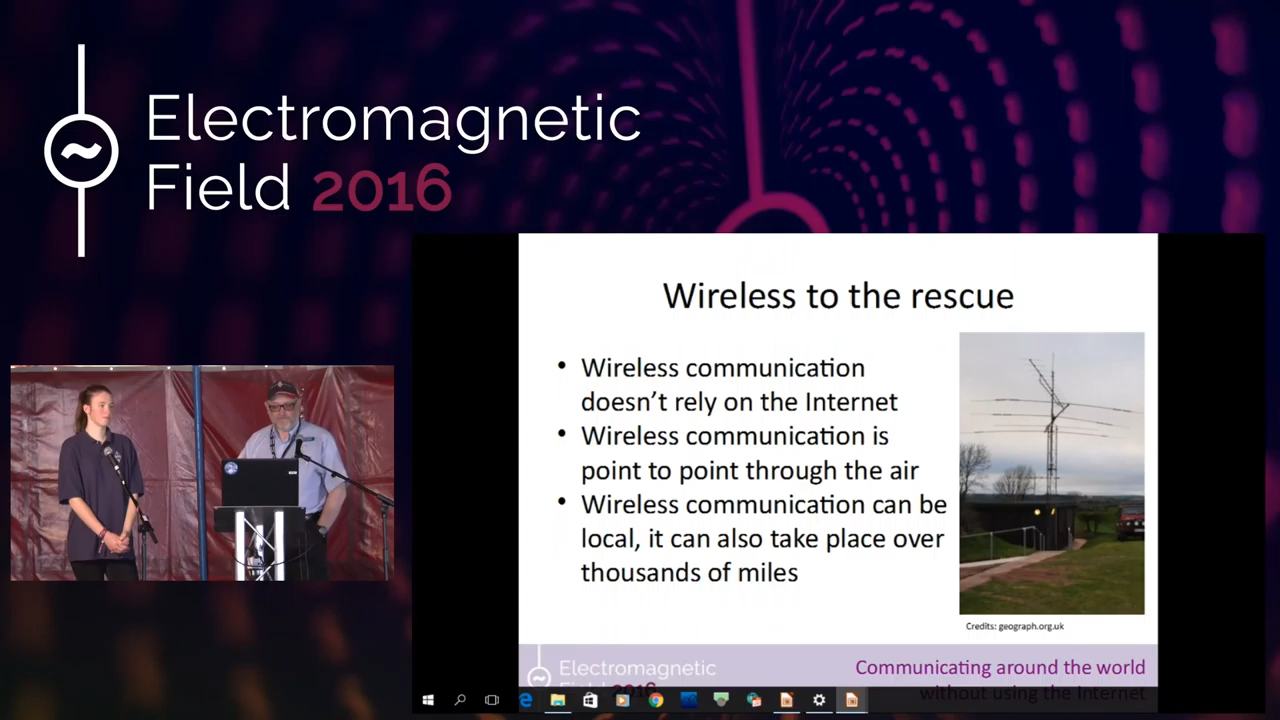 Electromagnetic
Field 2016
Wireless to the rescue
• Wireless communication
doesn't rely on the Internet
• Wireless communication is
point to point through the air
• Wireless communication can be
local, it can also take place over
thousands of miles
Credits: geograph.org.uk
Electromagnetic
Field 2016
Communicating around the world
without using the Internet